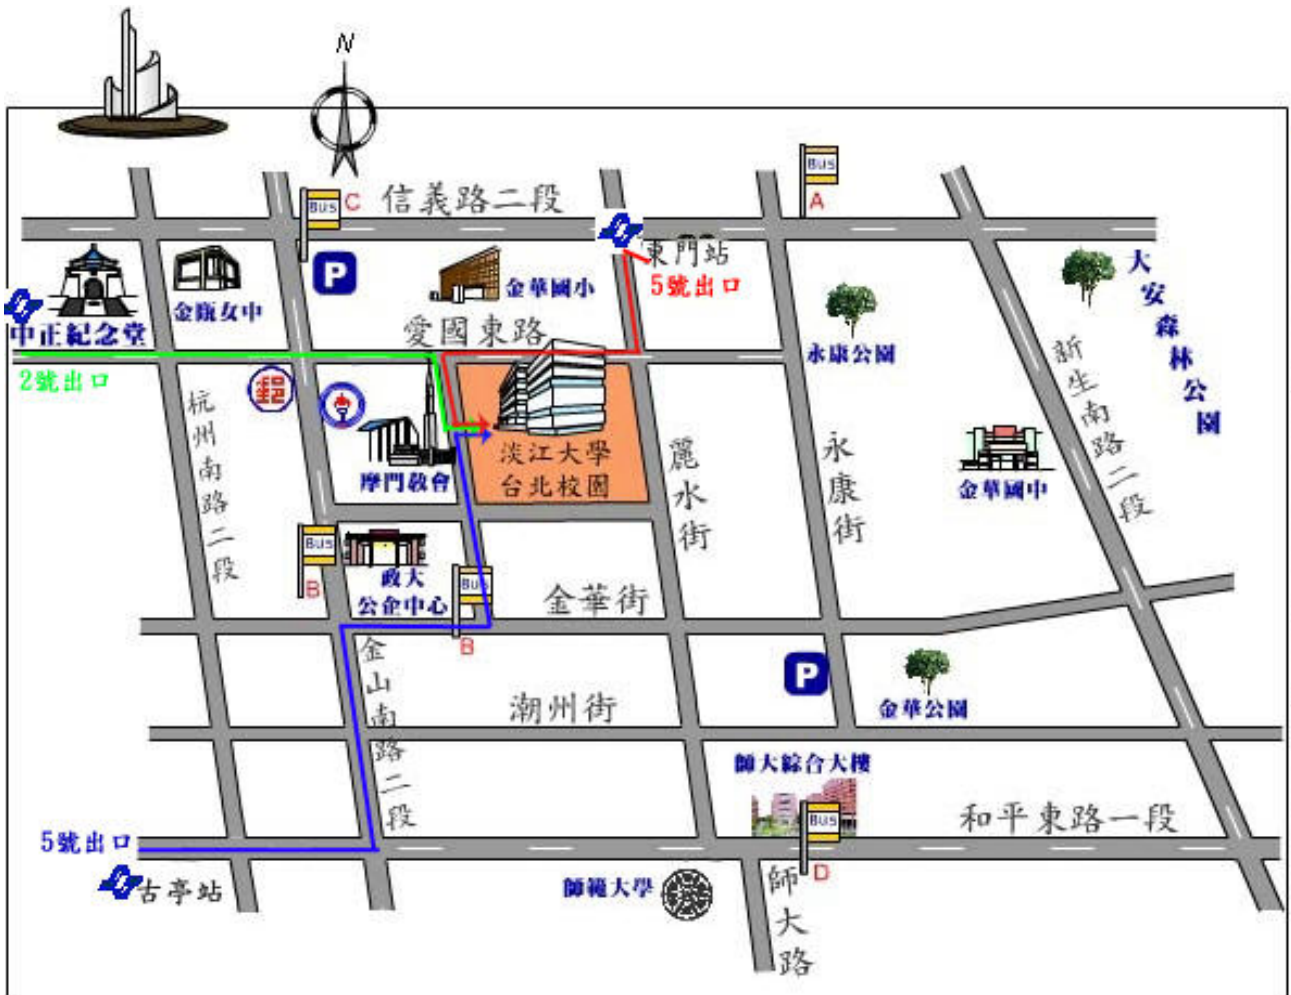 N
BUS
A
BUS
C
信義路二段
東門站
5號出口
大安森林公園
P
金華國小
金甌女中
中正紀念堂
愛國東路
永康公園
2號出口
郵
新生南路二段
杭州南路二段
淡江大學
台北校園
麗水街
永康街
摩門教會
金華國中
BUS
B
政大
公企中心
BUS
B
金華街
金山南路二段
P
潮州街
金華公園
師大綜合大樓
BUS
D
和平東路一段
5號出口
古亭站
師範大學
師大路